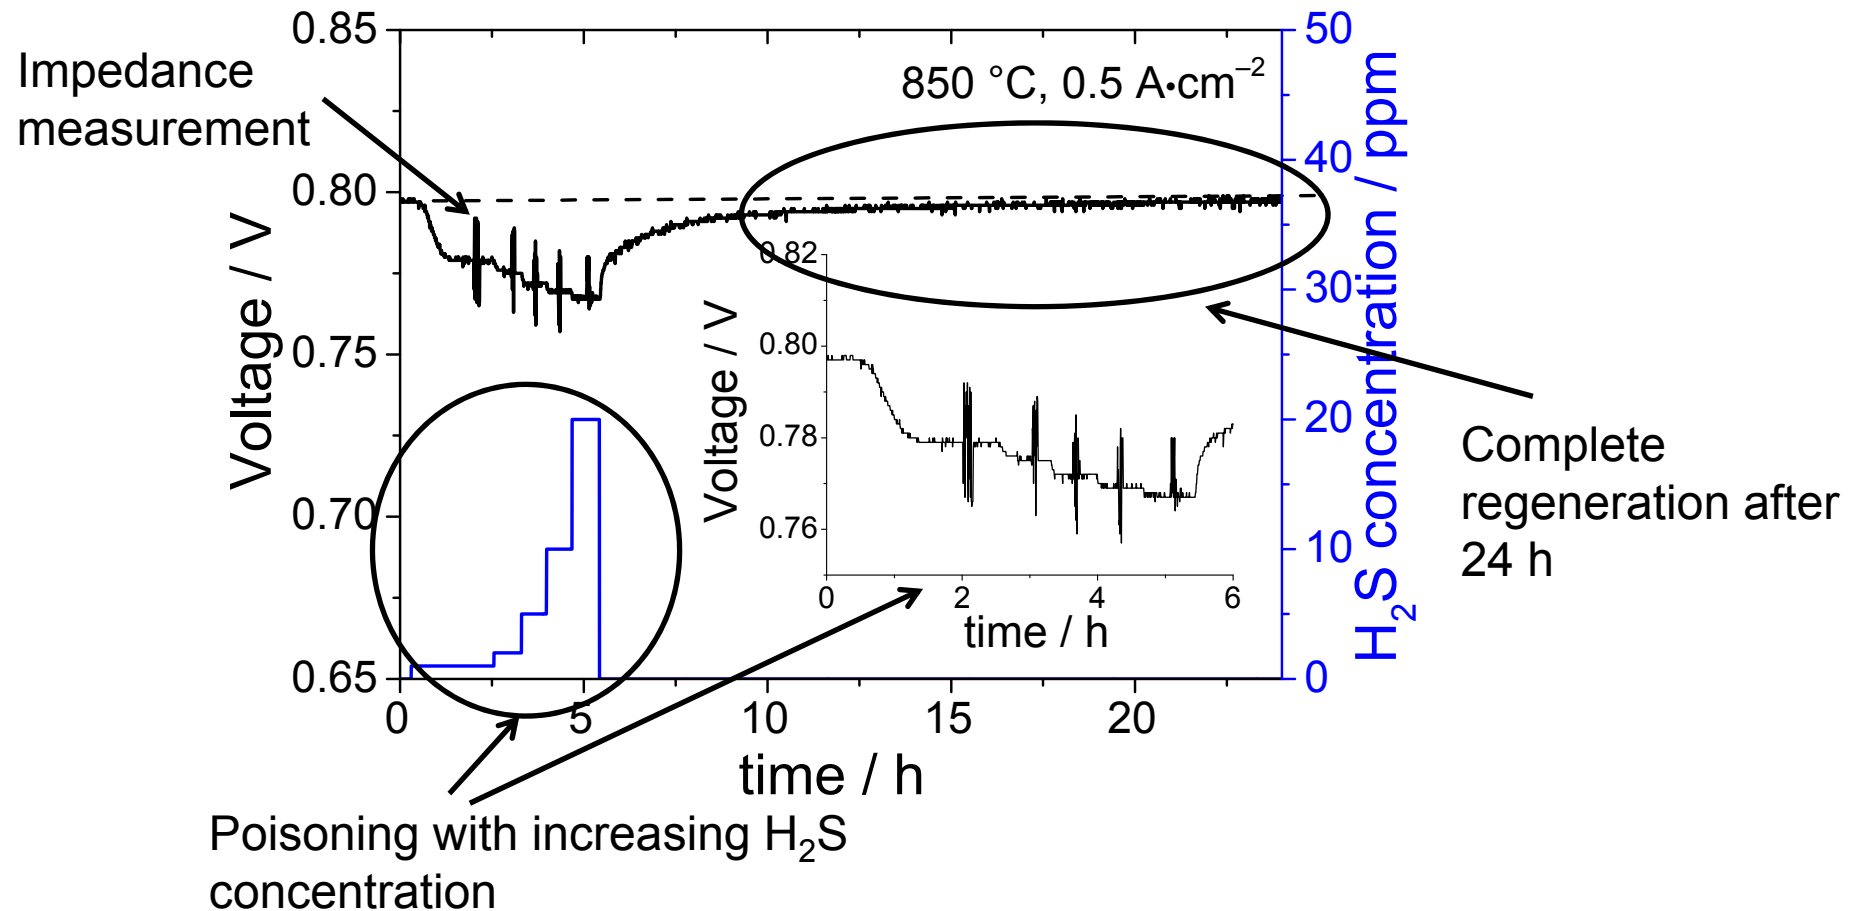 Impedance
measurement
850 °C, 0.5 A•cm⁻²
0.85
0.80
0.75
0.70
0.65
Voltage / V
0
5
10
15
20
time / h
50
40
30
20
10
0
H₂S concentration / ppm
0.82
0.80
0.78
0.76
Voltage / V
0
2
4
6
time / h
Complete
regeneration after
24 h
Poisoning with increasing H₂S
concentration